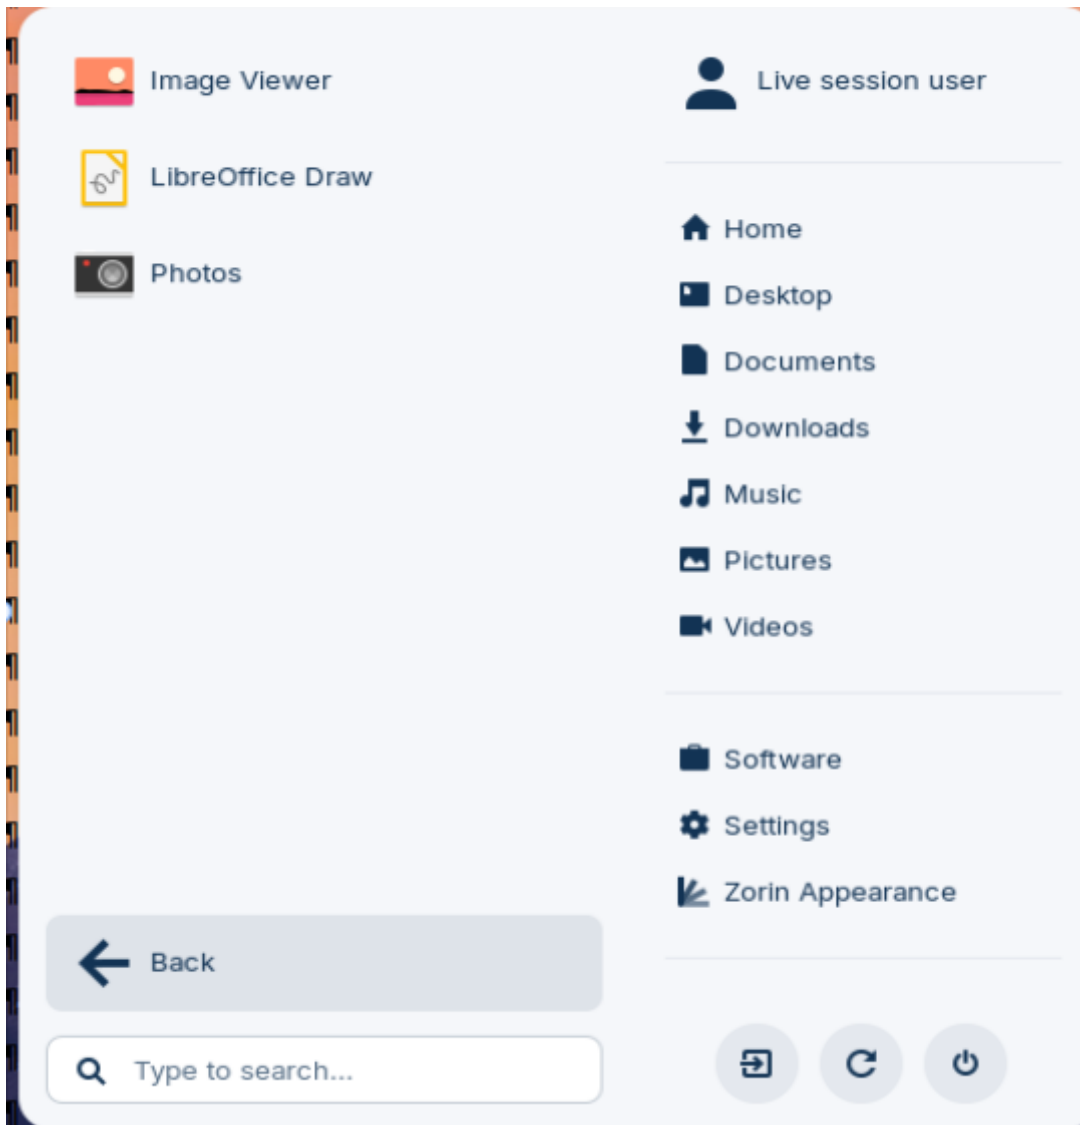 Image Viewer
LibreOffice Draw
Photos
Back
Type to search...
Live session user
Home
Desktop
Documents
Downloads
Music
Pictures
Videos
Software
Settings
Zorin Appearance